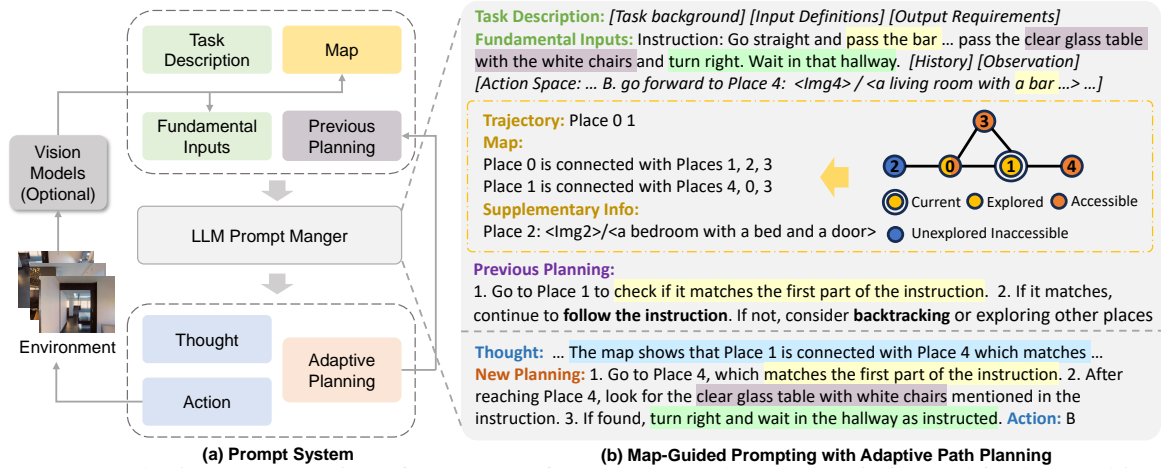 Task
Description
Map
Fundamental
Inputs
Previous
Planning
Vision
Models
(Optional)
LLM Prompt Manger
Environment
Thought
Action
Adaptive
Planning
(a) Prompt System
Task Description: [Task background] [Input Definitions] [Output Requirements]
Fundamental Inputs: Instruction: Go straight and pass the bar ... pass the clear glass table
with the white chairs and turn right. Wait in that hallway. [History] [Observation]
[Action Space: ... B. go forward to Place 4: <Img4> / <a living room with a bar ...> ...]
Trajectory: Place 0 1
Map:
Place 0 is connected with Places 1, 2, 3
Place 1 is connected with Places 4, 0, 3
Supplementary Info:
Place 2: <Img2>/<a bedroom with a bed and a door>
3
2 0 1 4
Current Explored Accessible
Unexplored Inaccessible
Previous Planning:
1. Go to Place 1 to check if it matches the first part of the instruction. 2. If it matches,
continue to follow the instruction. If not, consider backtracking or exploring other places
Thought: ... The map shows that Place 1 is connected with Place 4 which matches ...
New Planning: 1. Go to Place 4, which matches the first part of the instruction. 2. After
reaching Place 4, look for the clear glass table with white chairs mentioned in the
instruction. 3. If found, turn right and wait in the hallway as instructed. Action: B
(b) Map-Guided Prompting with Adaptive Path Planning